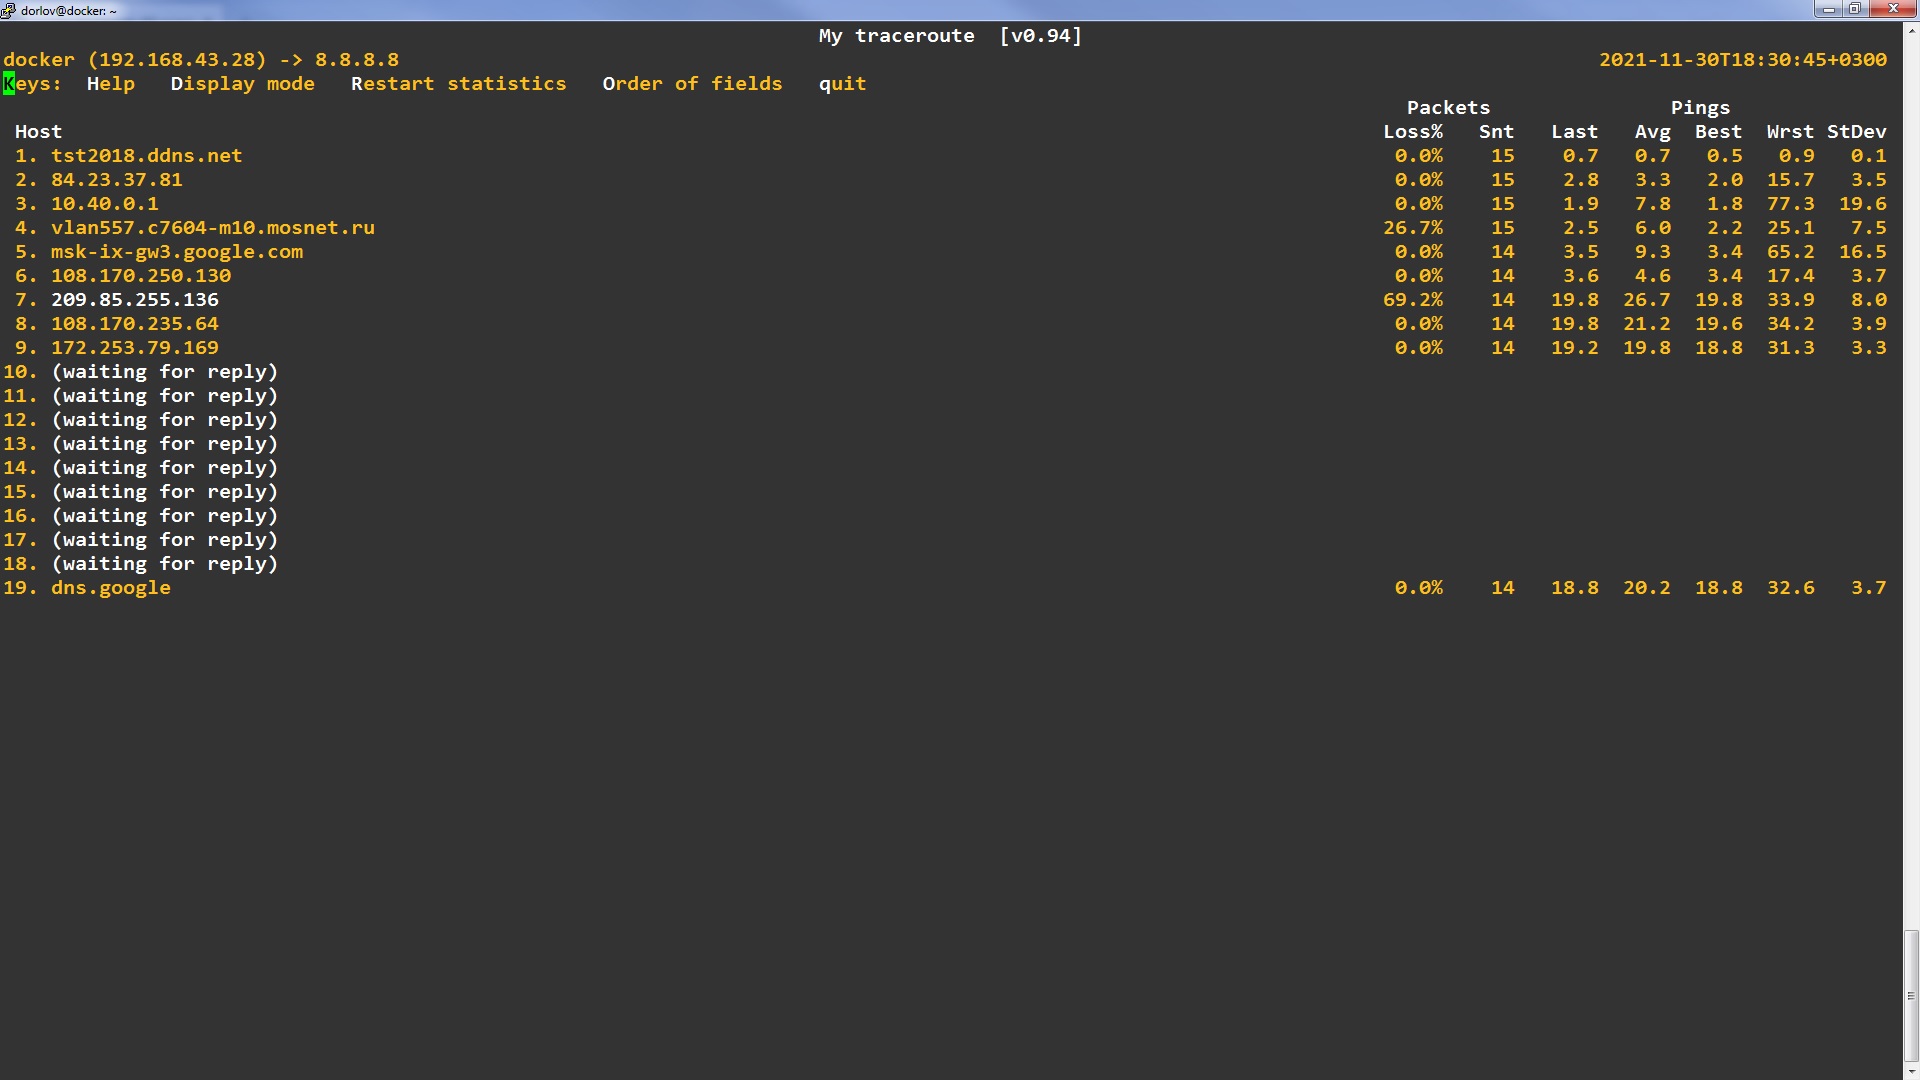 dorlov@docker: ~
My traceroute [v0.94]
docker (192.168.43.28) -> 8.8.8.8 2021-11-30T18:30:45+0300
Keys: Help Display mode Restart statistics Order of fields quit
Packets Pings
Host Loss% Snt Last Avg Best Wrst StDev
1. tst2018.ddns.net 0.0% 15 0.7 0.7 0.5 0.9 0.1
2. 84.23.37.81 0.0% 15 2.8 3.3 2.0 15.7 3.5
3. 10.40.0.1 0.0% 15 1.9 7.8 1.8 77.3 19.6
4. vlan557.c7604-m10.mosnet.ru 26.7% 15 2.5 6.0 2.2 25.1 7.5
5. msk-ix-gw3.google.com 0.0% 14 3.5 9.3 3.4 65.2 16.5
6. 108.170.250.130 0.0% 14 3.6 4.6 3.4 17.4 3.7
7. 209.85.255.136 69.2% 14 19.8 26.7 19.8 33.9 8.0
8. 108.170.235.64 0.0% 14 19.8 21.2 19.6 34.2 3.9
9. 172.253.79.169 0.0% 14 19.2 19.8 18.8 31.3 3.3
10. (waiting for reply)
11. (waiting for reply)
12. (waiting for reply)
13. (waiting for reply)
14. (waiting for reply)
15. (waiting for reply)
16. (waiting for reply)
17. (waiting for reply)
18. (waiting for reply)
19. dns.google 0.0% 14 18.8 20.2 18.8 32.6 3.7